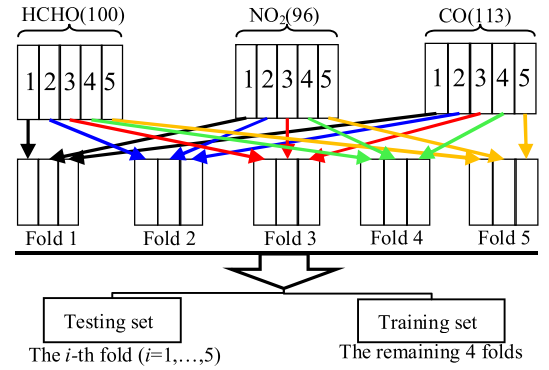 HCHO(100) NO₂(96) CO(113)
1 2 3 4 5 1 2 3 4 5 1 2 3 4 5
Fold 1 Fold 2 Fold 3 Fold 4 Fold 5
Testing set Training set
The i-th fold (i=1,…,5) The remaining 4 folds